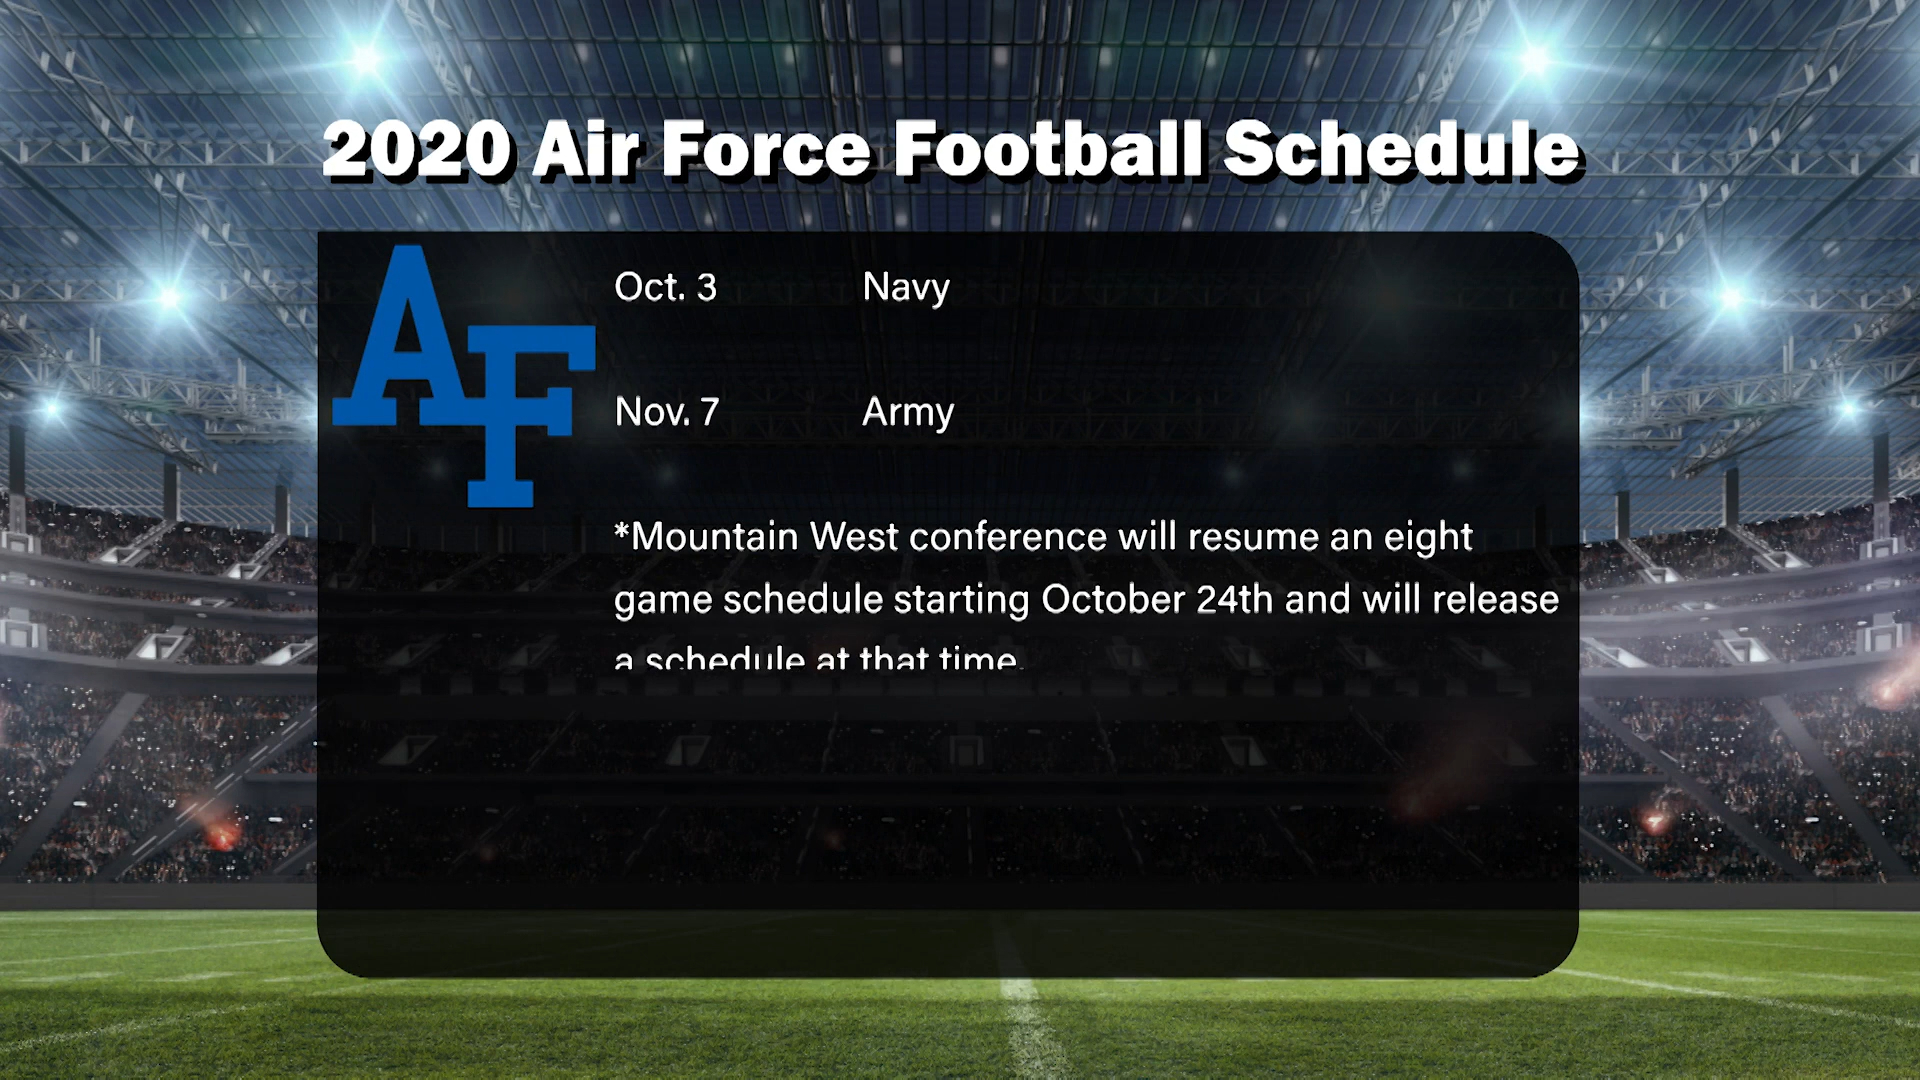 2020 Air Force Football Schedule
AF
Oct. 3 Navy
Nov. 7 Army
*Mountain West conference will resume an eight
game schedule starting October 24th and will release
a schedule at that time.